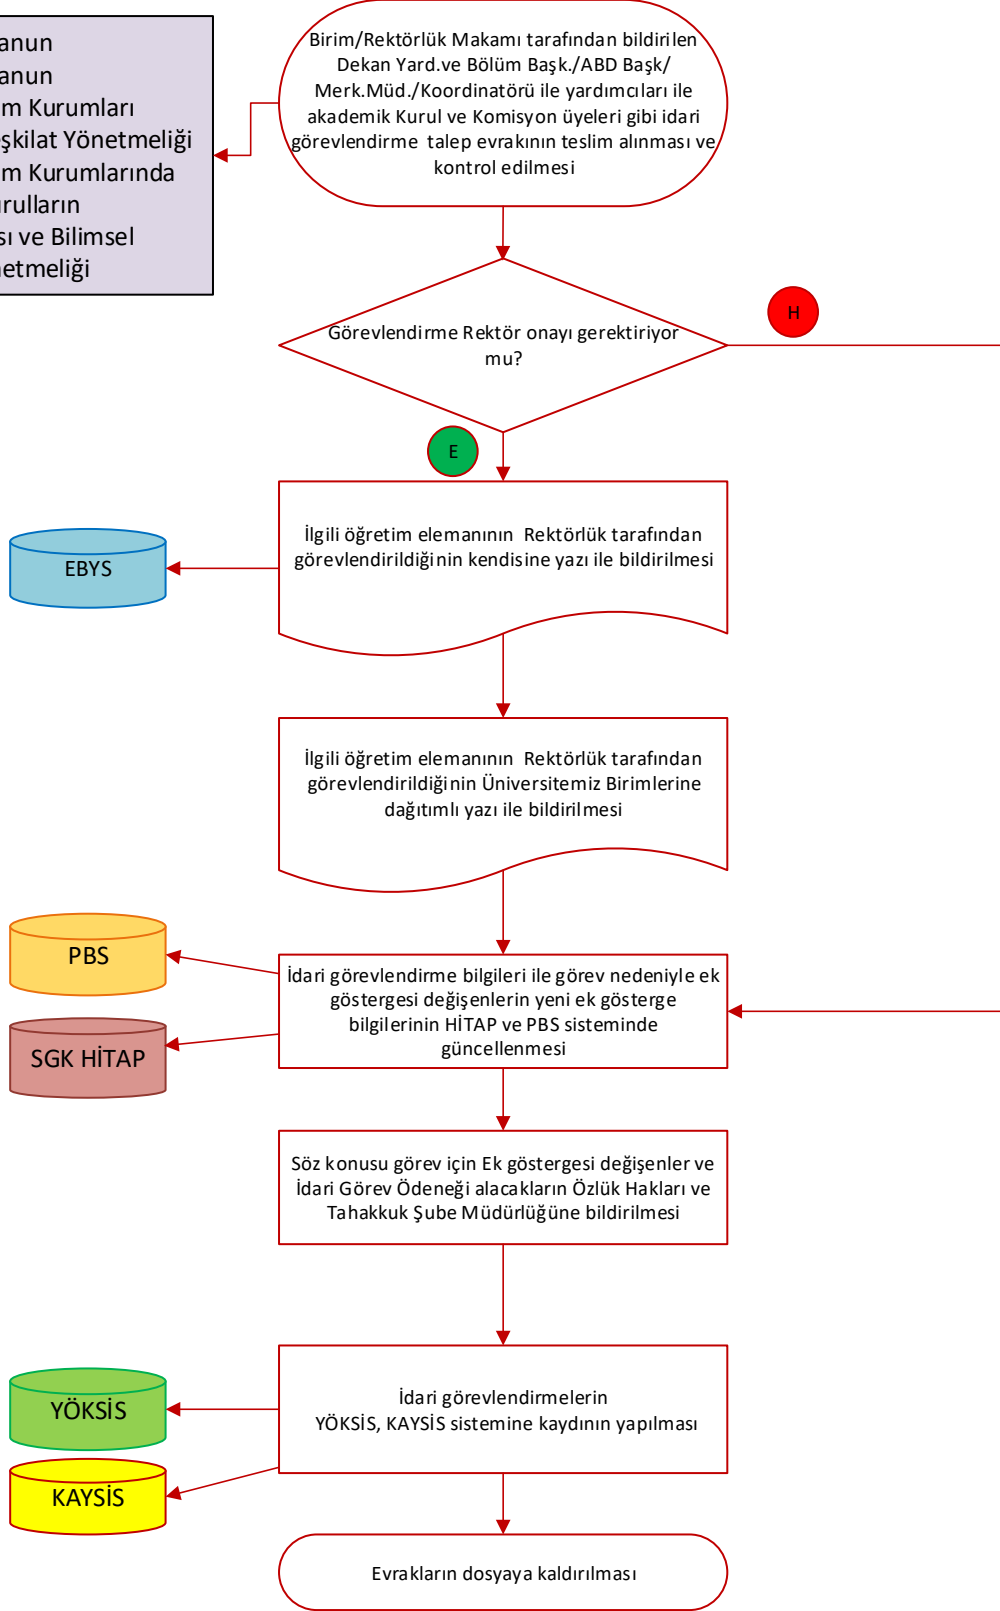 Kurumları
Yönetmeliği
Kurumlarında
ve Bilimsel
Birim/Rektörlük Makamı tarafından bildirilen
Dekan Yard.ve Bölüm Başk./ABD Başk/
Merk.Müd./Koordinatörü ile yardımcıları ile
akademik Kurul ve Komisyon üyeleri gibi idari
görevlendirme talep evrakının teslim alınması ve
kontrol edilmesi
Görevlendirme Rektör onayı gerektiriyor
mu?
H
E
İlgili öğretim elemanının Rektörlük tarafından
görevlendirildiğinin kendisine yazı ile bildirilmesi
EBYS
İlgili öğretim elemanının Rektörlük tarafından
görevlendirildiğinin Üniversitemiz Birimlerine
dağıtımlı yazı ile bildirilmesi
PBS
SGK HİTAP
İdari görevlendirme bilgileri ile görev nedeniyle ek
göstergesi değişenlerin yeni ek gösterge
bilgilerinin HİTAP ve PBS sisteminde
güncellenmesi
Söz konusu görev için Ek göstergesi değişenler ve
İdari Görev Ödeneği alacakların Özlük Hakları ve
Tahakkuk Şube Müdürlüğüne bildirilmesi
YÖKSİS
KAYSİS
İdari görevlendirmelerin
YÖKSİS, KAYSİS sistemine kaydının yapılması
Evrakların dosyaya kaldırılması